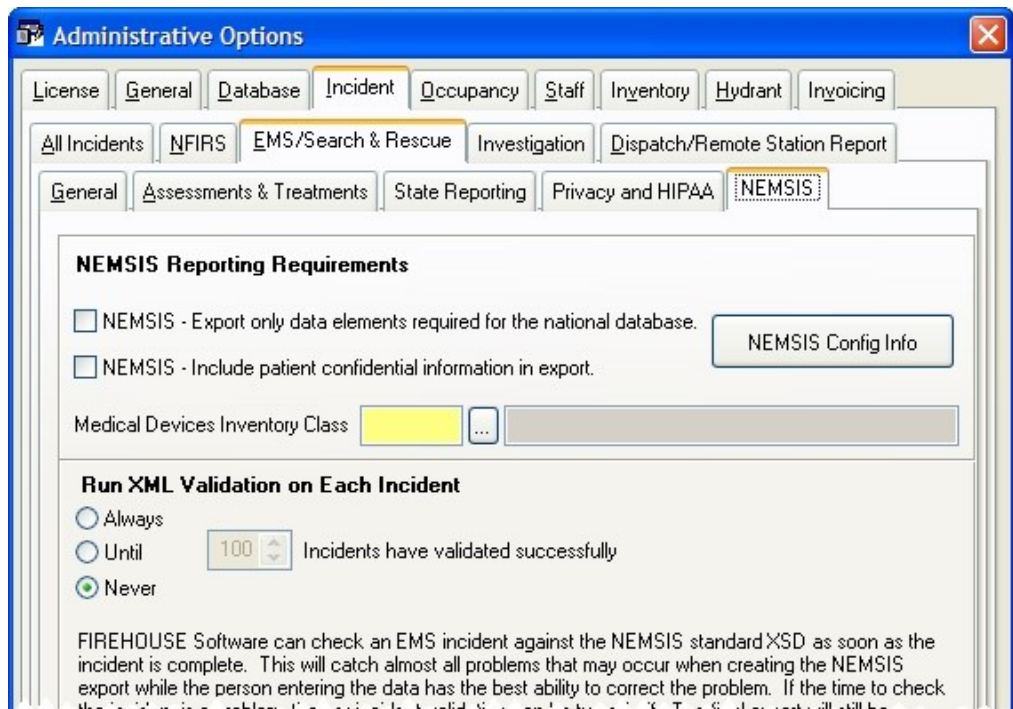 Administrative Options
License General Database Incident Occupancy Staff Inventory Hydrant Invoicing
All Incidents NFIRS EMS/Search & Rescue Investigation Dispatch/Remote Station Report
General Assessments & Treatments State Reporting Privacy and HIPAA NEMSIS
NEMSIS Reporting Requirements
NEMSIS - Export only data elements required for the national database.
NEMSIS Config Info
NEMSIS - Include patient confidential information in export.
Medical Devices Inventory Class ...
Run XML Validation on Each Incident
Always
Until 100 Incidents have validated successfully
Never
FIREHOUSE Software can check an EMS incident against the NEMSIS standard XSD as soon as the
incident is complete. This will catch almost all problems that may occur when creating the NEMSIS
export while the person entering the data has the best ability to correct the problem. If the time to check